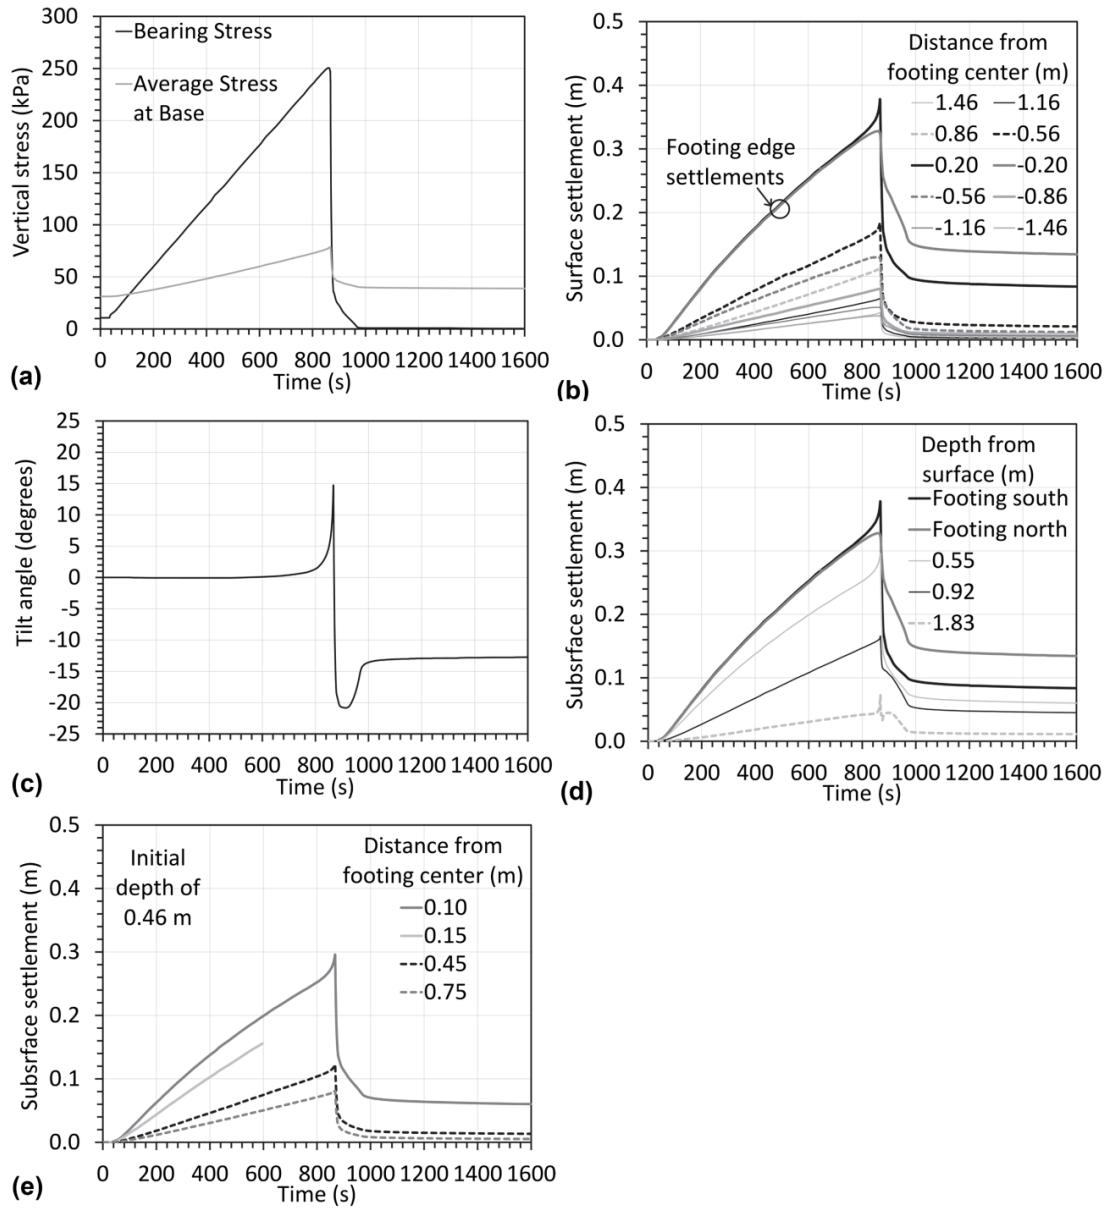 300
250
200
150
100
50
0
Vertical stress (kPa)
Bearing Stress
Average Stress
at Base
0 200 400 600 800 1000 1200 1400 1600
Time (s)
(a)
0.5
0.4
0.3
0.2
0.1
0.0
Surface settlement (m)
Distance from
footing center (m)
1.46 1.16
0.86 0.56
0.20 -0.20
-0.56 -0.86
-1.16 -1.46
Footing edge
settlements
0 200 400 600 800 1000 1200 1400 1600
Time (s)
(b)
25
20
15
10
5
0
-5
-10
-15
-20
-25
Tilt angle (degrees)
0 200 400 600 800 1000 1200 1400 1600
Time (s)
(c)
0.5
0.4
0.3
0.2
0.1
0.0
Subsrface settlement (m)
Depth from
surface (m)
Footing south
Footing north
0.55
0.92
1.83
0 200 400 600 800 1000 1200 1400 1600
Time (s)
(d)
0.5
0.4
0.3
0.2
0.1
0.0
Subsrface settlement (m)
Initial
depth of
0.46 m
Distance from
footing center (m)
0.10
0.15
0.45
0.75
0 200 400 600 800 1000 1200 1400 1600
Time (s)
(e)